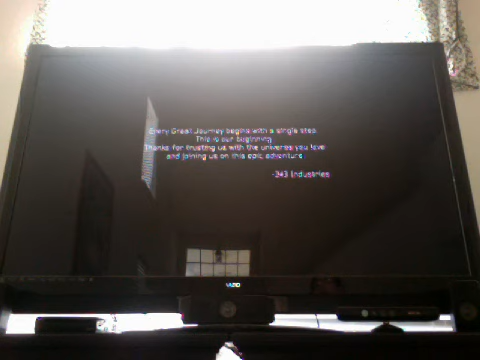 Every Great Journey begins with a single step.
This is our beginning.
Thanks for trusting us with the universe you love
and joining us on this epic adventure.
-343 Industries
VIZIO